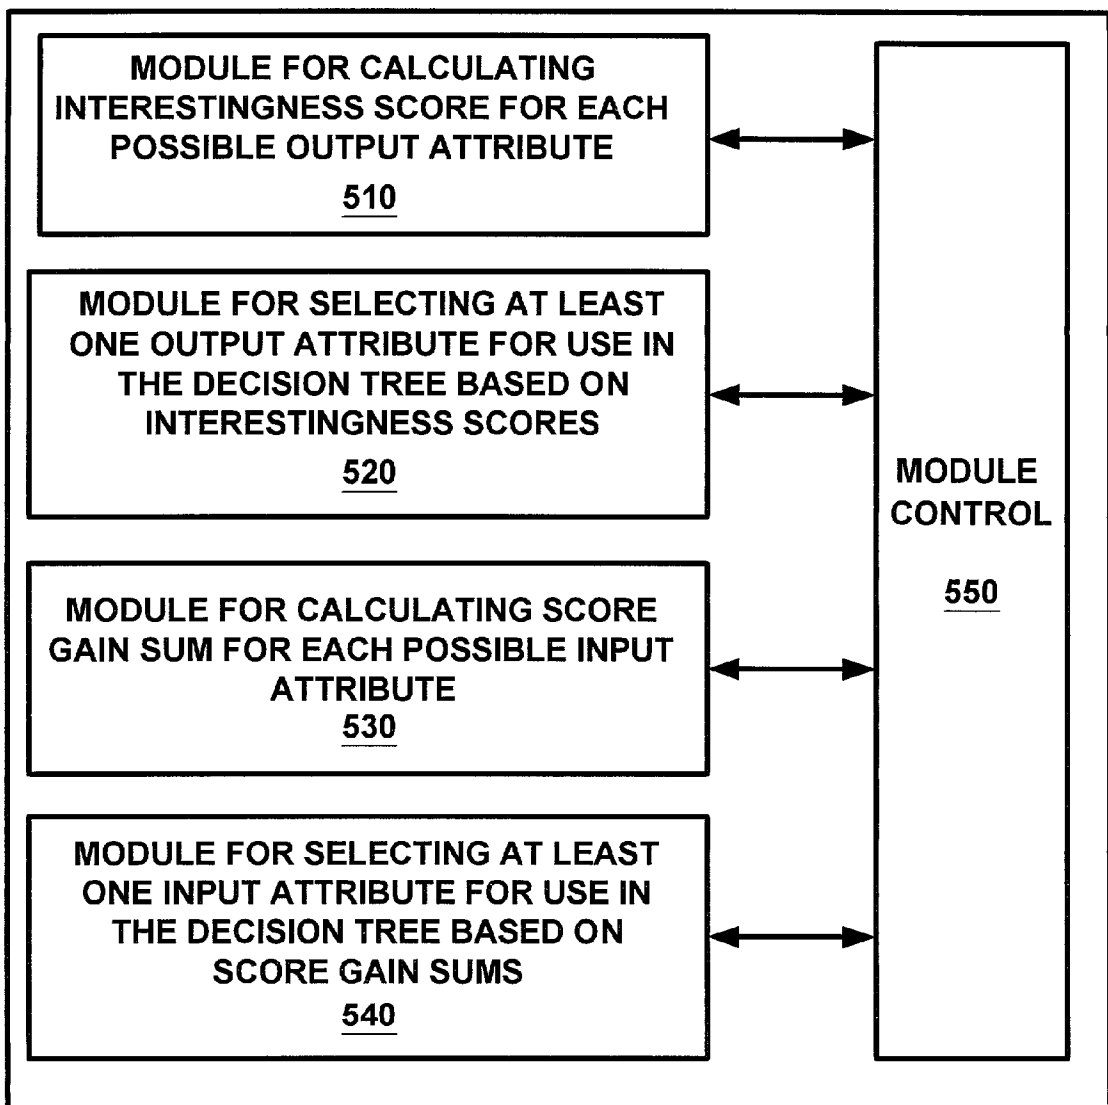 MODULE FOR CALCULATING
INTERESTINGNESS SCORE FOR EACH
POSSIBLE OUTPUT ATTRIBUTE
510
MODULE FOR SELECTING AT LEAST
ONE OUTPUT ATTRIBUTE FOR USE IN
THE DECISION TREE BASED ON
INTERESTINGNESS SCORES
520
MODULE FOR CALCULATING SCORE
GAIN SUM FOR EACH POSSIBLE INPUT
ATTRIBUTE
530
MODULE FOR SELECTING AT LEAST
ONE INPUT ATTRIBUTE FOR USE IN
THE DECISION TREE BASED ON
SCORE GAIN SUMS
540
MODULE
CONTROL
550